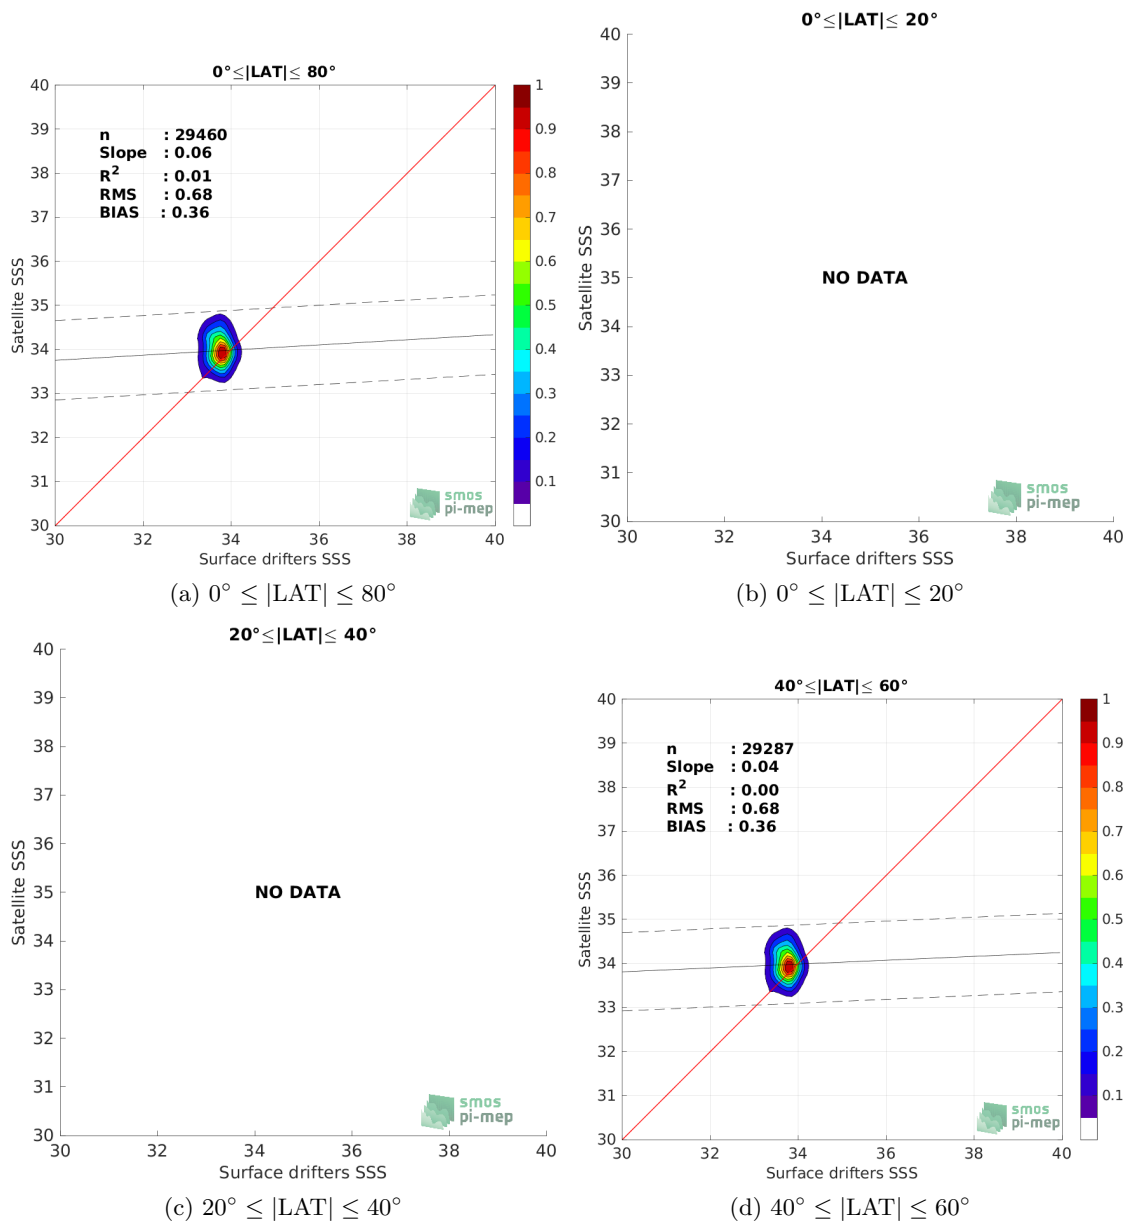 0°≤|LAT|≤ 80°
40
39
38
37
36
35
34
33
32
31
30
Satellite SSS
n : 29460
Slope : 0.06
R2 : 0.01
RMS : 0.68
BIAS : 0.36
1
0.9
0.8
0.7
0.6
0.5
0.4
0.3
0.2
0.1
smos
pi-mep
30 32 34 36 38 40
Surface drifters SSS
(a) 0° ≤ |LAT| ≤ 80°
0°≤|LAT|≤ 20°
40
39
38
37
36
35
34
33
32
31
30
Satellite SSS
NO DATA
smos
pi-mep
30 32 34 36 38 40
Surface drifters SSS
(b) 0° ≤ |LAT| ≤ 20°
20°≤|LAT|≤ 40°
40
39
38
37
36
35
34
33
32
31
30
Satellite SSS
NO DATA
smos
pi-mep
30 32 34 36 38 40
Surface drifters SSS
(c) 20° ≤ |LAT| ≤ 40°
40°≤|LAT|≤ 60°
40
39
38
37
36
35
34
33
32
31
30
Satellite SSS
n : 29287
Slope : 0.04
R2 : 0.00
RMS : 0.68
BIAS : 0.36
1
0.9
0.8
0.7
0.6
0.5
0.4
0.3
0.2
0.1
smos
pi-mep
30 32 34 36 38 40
Surface drifters SSS
(d) 40° ≤ |LAT| ≤ 60°